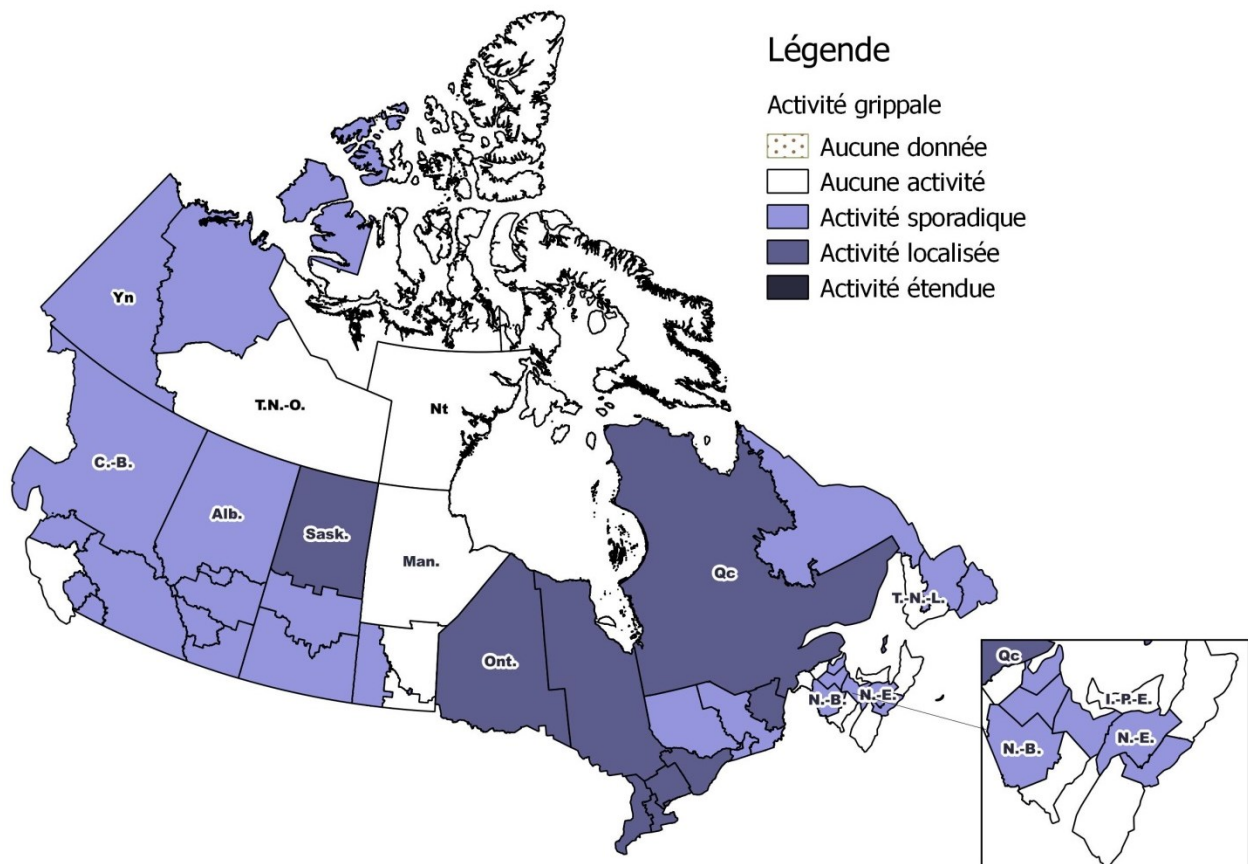 Légende
Activité grippale
Aucune donnée
Aucune activité
Activité sporadique
Activité localisée
Activité étendue
Yn
T.N.-O.
Nt
C.-B.
Alb.
Sask.
Man.
Qc
T.-N.-L.
Ont.
N.-B.
N.-E.
Qc
I.-P.-E.
N.-E.
N.-B.